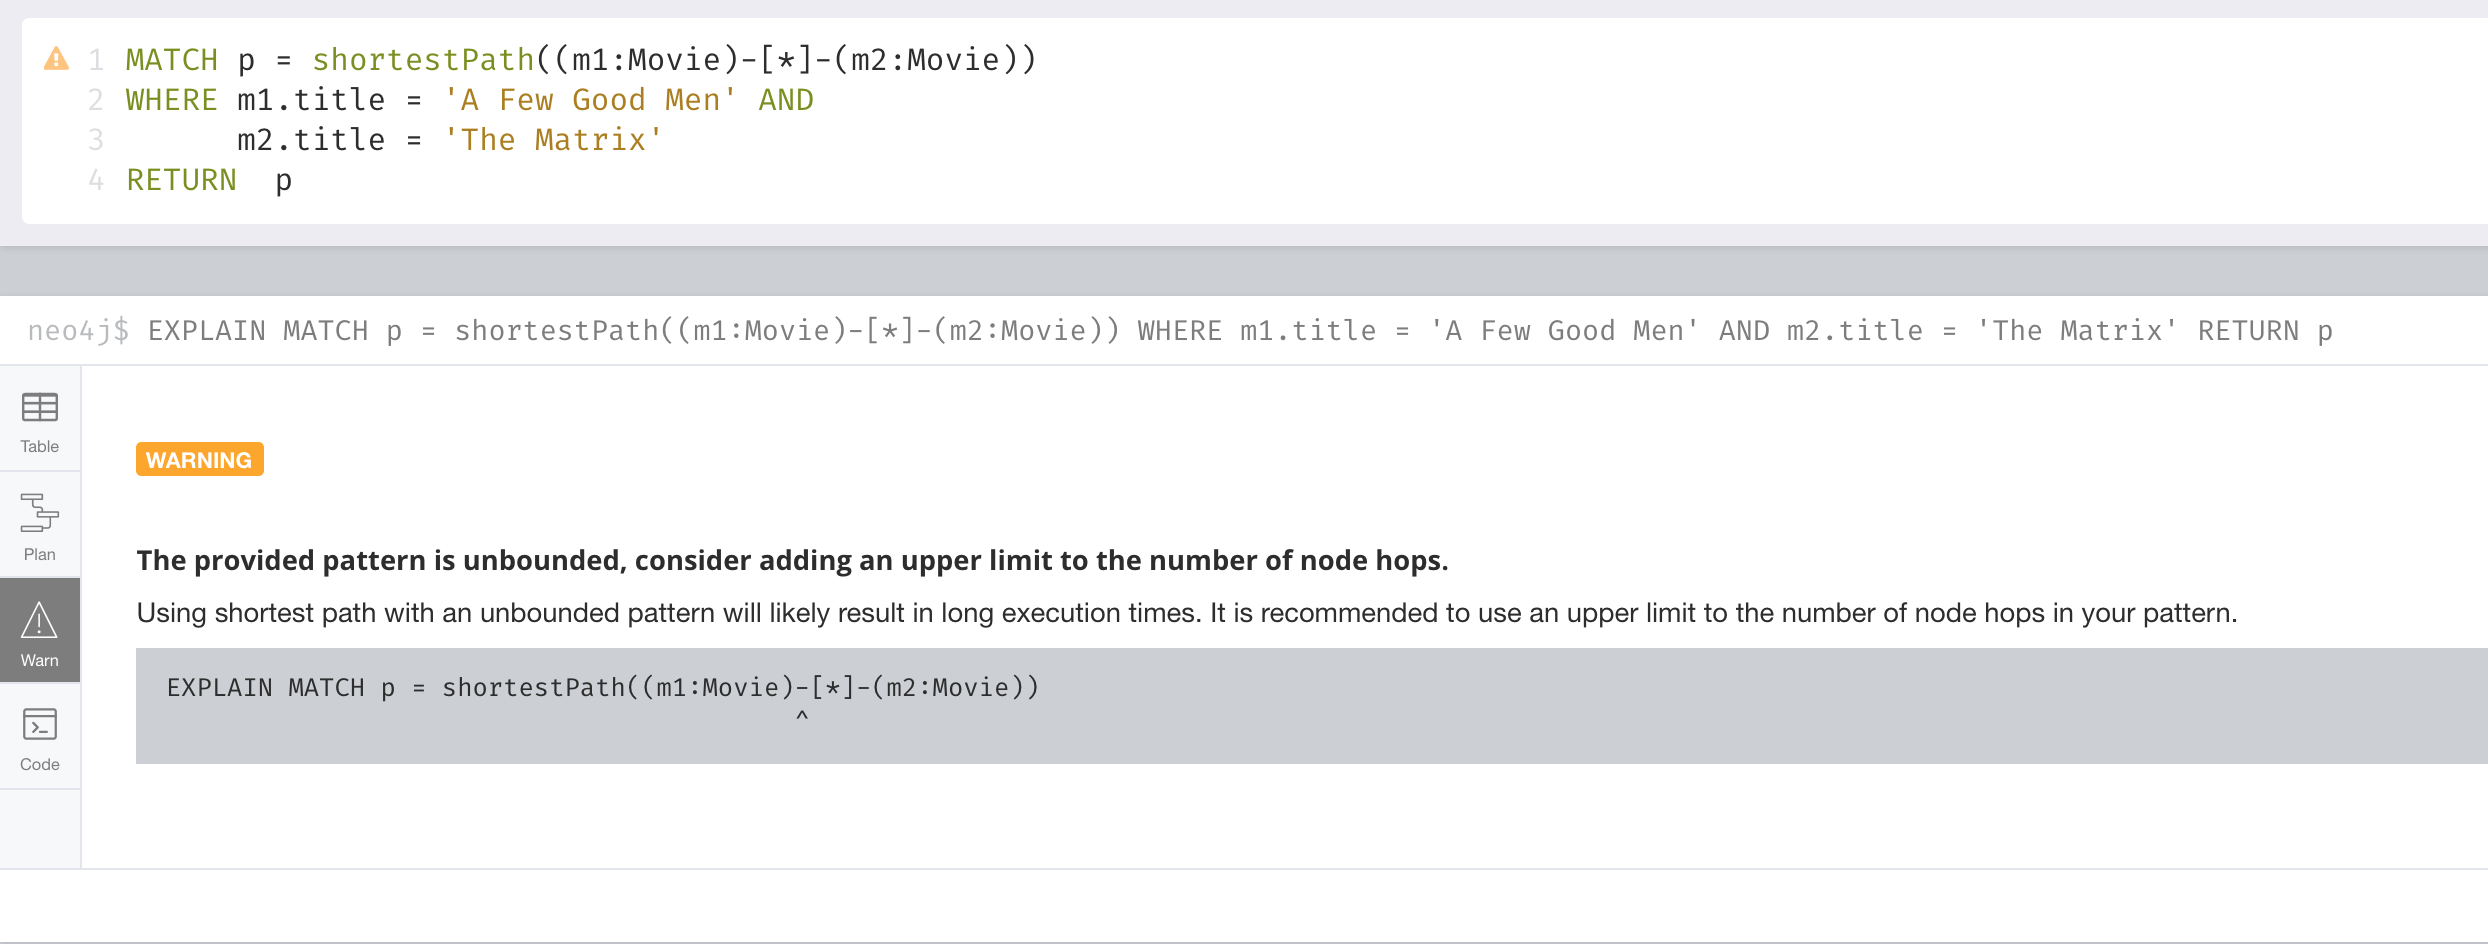 1 MATCH p = shortestPath((m1:Movie)-[*]-(m2:Movie))
2 WHERE m1.title = 'A Few Good Men' AND
3       m2.title = 'The Matrix'
4 RETURN  p
neo4j$ EXPLAIN MATCH p = shortestPath((m1:Movie)-[*]-(m2:Movie)) WHERE m1.title = 'A Few Good Men' AND m2.title = 'The Matrix' RETURN p
Table
Plan
Warn
Code
WARNING
The provided pattern is unbounded, consider adding an upper limit to the number of node hops.
Using shortest path with an unbounded pattern will likely result in long execution times. It is recommended to use an upper limit to the number of node hops in your pattern.
EXPLAIN MATCH p = shortestPath((m1:Movie)-[*]-(m2:Movie))
^